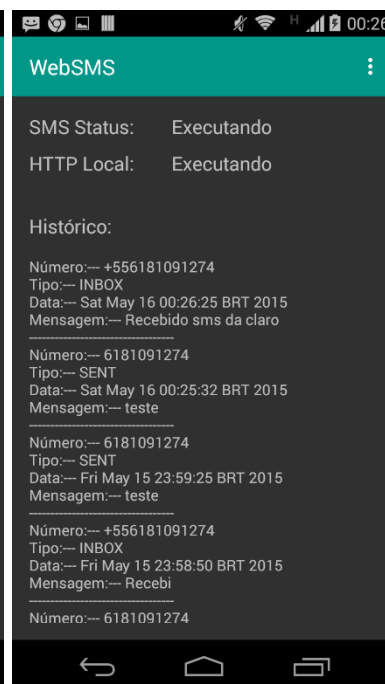 H 00:26
WebSMS
SMS Status: Executando
HTTP Local: Executando
Histórico:
Número:--- +556181091274
Tipo:--- INBOX
Data:--- Sat May 16 00:26:25 BRT 2015
Mensagem:--- Recebido sms da claro
----------------------------------
Número:--- 6181091274
Tipo:--- SENT
Data:--- Sat May 16 00:25:32 BRT 2015
Mensagem:--- teste
----------------------------------
Número:--- 6181091274
Tipo:--- SENT
Data:--- Fri May 15 23:59:25 BRT 2015
Mensagem:--- teste
----------------------------------
Número:--- +556181091274
Tipo:--- INBOX
Data:--- Fri May 15 23:58:50 BRT 2015
Mensagem:--- Recebi
----------------------------------
Número:--- 6181091274